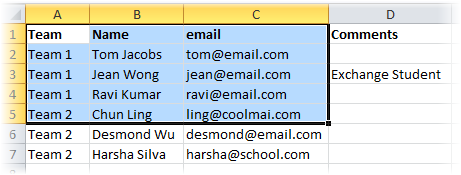 A B C D
1 Team Name email Comments
2 Team 1 Tom Jacobs tom@email.com
3 Team 1 Jean Wong jean@email.com Exchange Student
4 Team 1 Ravi Kumar ravi@email.com
5 Team 2 Chun Ling ling@coolmai.com
6 Team 2 Desmond Wu desmond@email.com
7 Team 2 Harsha Silva harsha@school.com